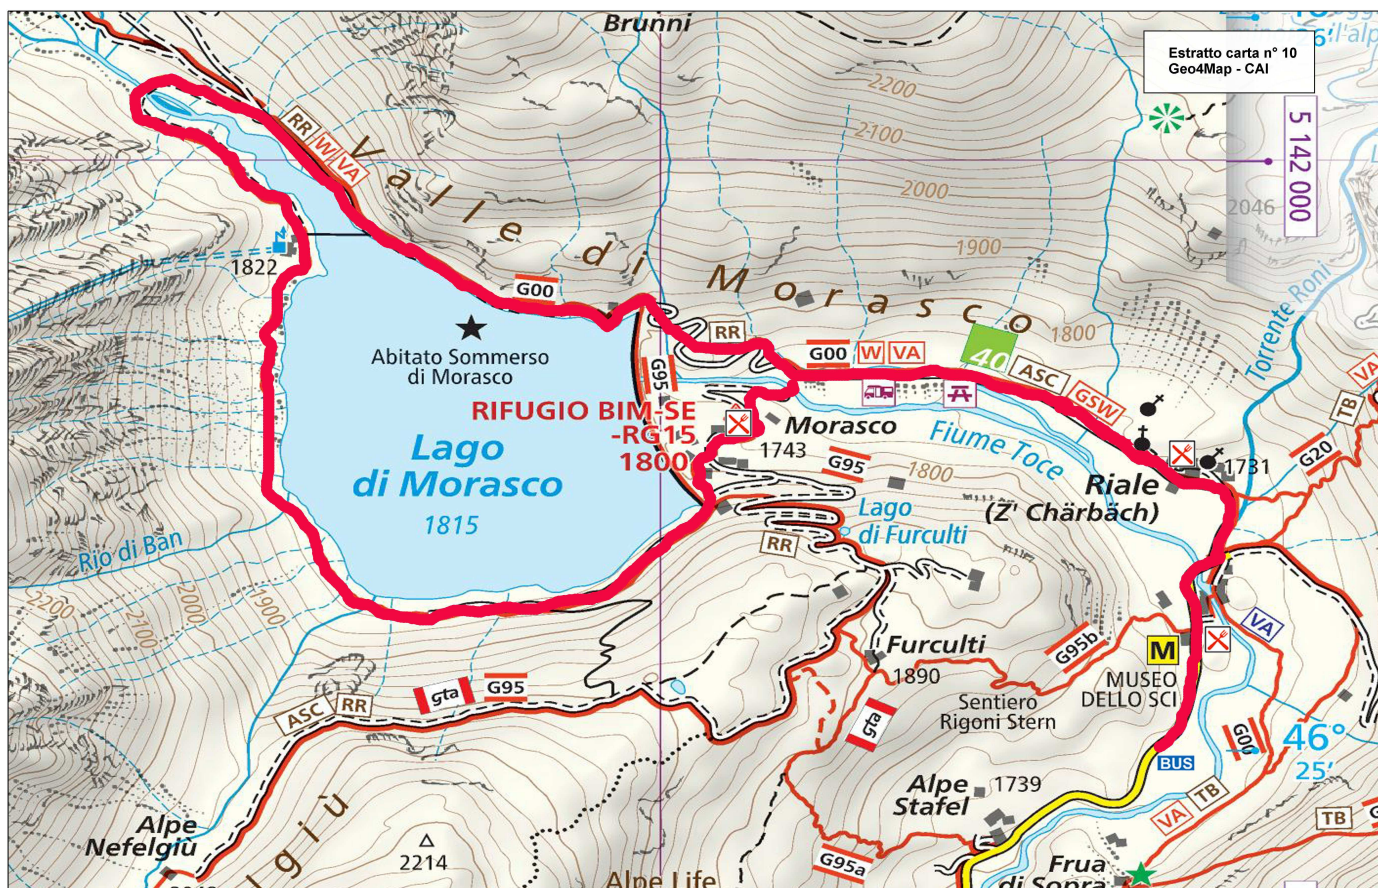 Brunni
Estratto carta n° 10
Geo4Map - CAI
5 142 000
2200
2100
2000
1900
1800
2046
RR
W
VA
Valle di Morasco
1822
G00
Abitato Sommerso
di Morasco
RR
G00
W
VA
40
ASC
GSW
Torrente Roni
VA
TB
G20
G95
RIFUGIO BIM-SE
-RG15
1800
Morasco
1743
G95
Fiume Toce
1800
Riale
(Z' Chärbäch)
1731
Lago
di Morasco
1815
Lago
di Furculti
RR
Rio di Ban
2200
2100
2000
1900
VA
Furculti
1890
G95b
M
MUSEO
DELLO SCI
Sentiero
Rigoni Stern
gta
G95
ASC
RR
gta
G00
46°
25'
BUS
Alpe
Stafel
1739
VA
TB
TB
Alpe
Nefelgiù
2214
G95a
Frua
di Sopra
Alpe Life